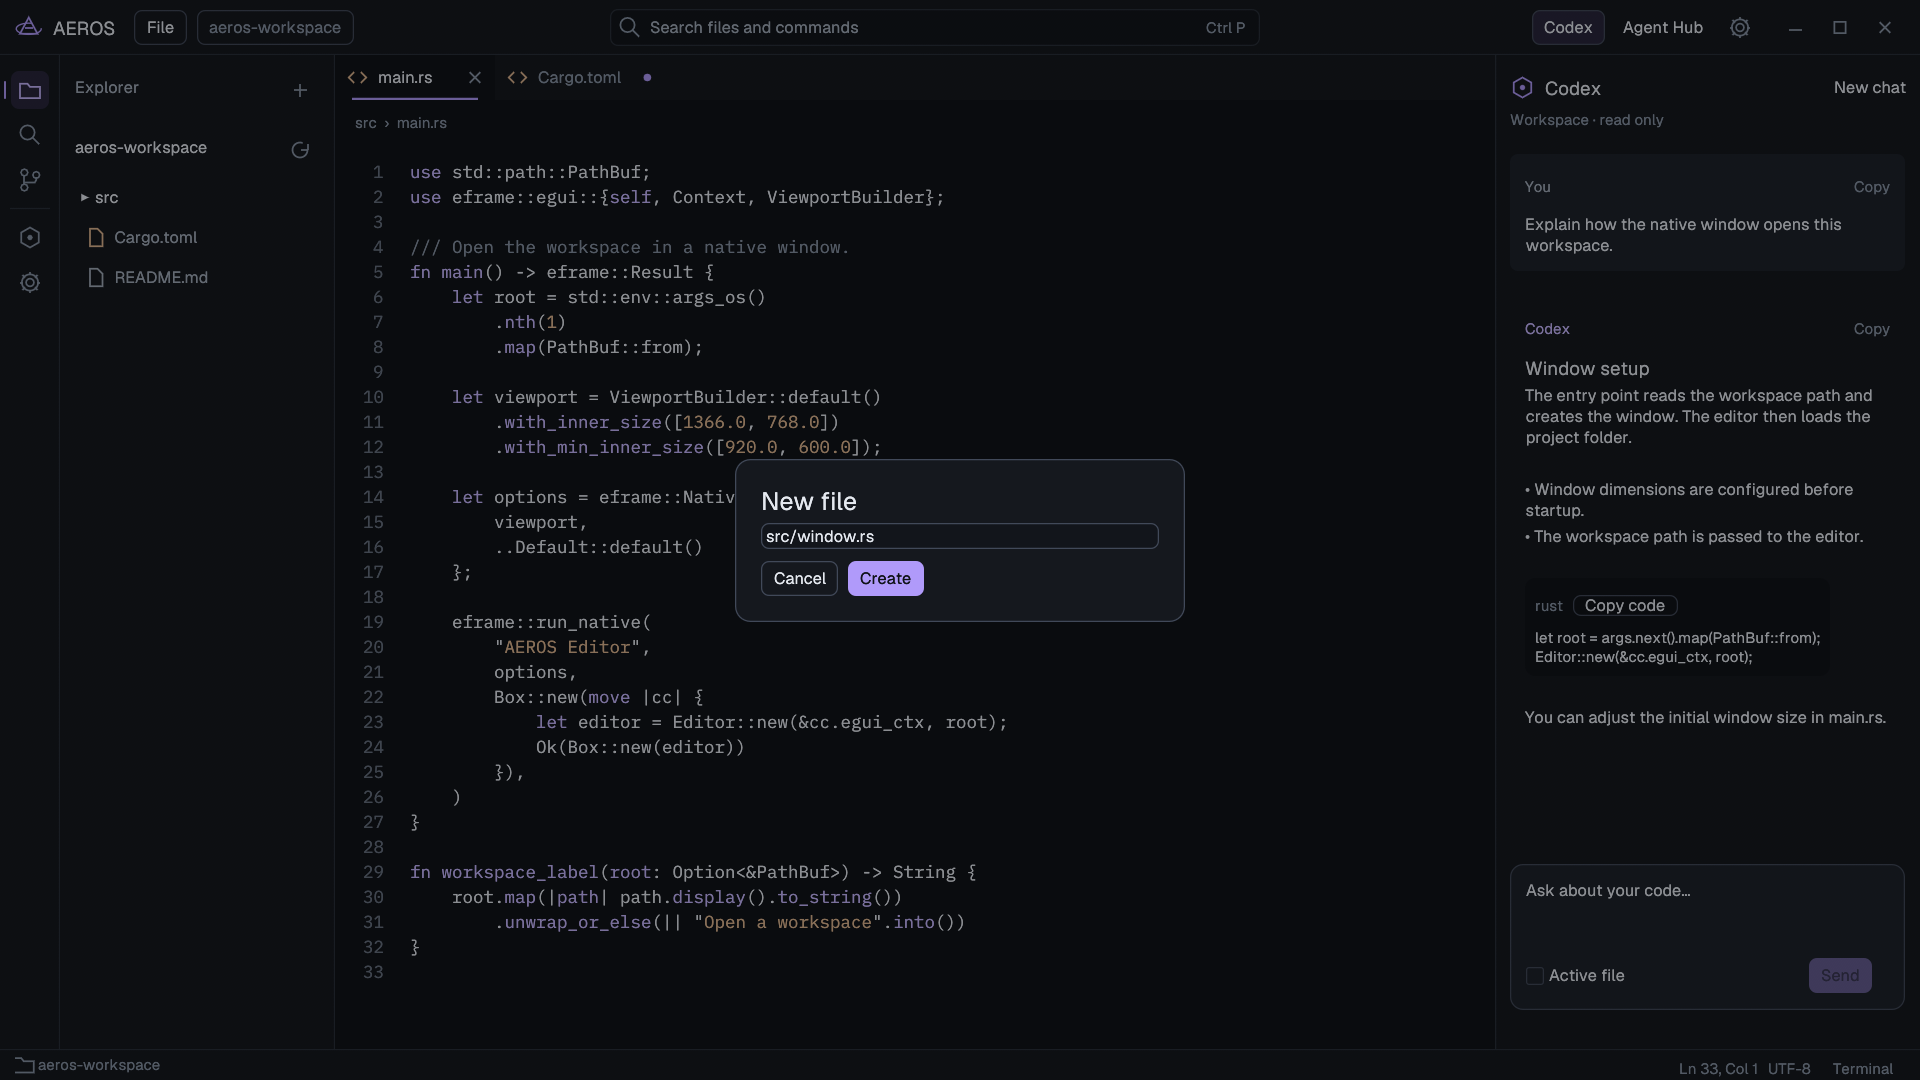 AEROS
File
aeros-workspace
Search files and commands
Ctrl P
Codex
Agent Hub
Explorer
aeros-workspace
src
Cargo.toml
README.md
main.rs
Cargo.toml
src › main.rs
1 use std::path::PathBuf;
2 use eframe::egui::{self, Context, ViewportBuilder};
3
4 /// Open the workspace in a native window.
5 fn main() -> eframe::Result {
6     let root = std::env::args_os()
7         .nth(1)
8         .map(PathBuf::from);
9
10     let viewport = ViewportBuilder::default()
11         .with_inner_size([1366.0, 768.0])
12         .with_min_inner_size([920.0, 600.0]);
13
14     let options = eframe::Nativ
15         viewport,
16         ..Default::default()
17     };
18
19     eframe::run_native(
20         "AEROS Editor",
21         options,
22         Box::new(move |cc| {
23             let editor = Editor::new(&cc.egui_ctx, root);
24             Ok(Box::new(editor))
25         }),
26     )
27 }
28
29 fn workspace_label(root: Option<&PathBuf>) -> String {
30     root.map(|path| path.display().to_string())
31         .unwrap_or_else(|| "Open a workspace".into())
32 }
33
New file
src/window.rs
Cancel
Create
Codex
New chat
Workspace · read only
You
Copy
Explain how the native window opens this
workspace.
Codex
Copy
Window setup
The entry point reads the workspace path and
creates the window. The editor then loads the
project folder.
• Window dimensions are configured before
startup.
• The workspace path is passed to the editor.
rust
Copy code
let root = args.next().map(PathBuf::from);
Editor::new(&cc.egui_ctx, root);
You can adjust the initial window size in main.rs.
Ask about your code…
Active file
Send
aeros-workspace
Ln 33, Col 1
UTF-8
Terminal